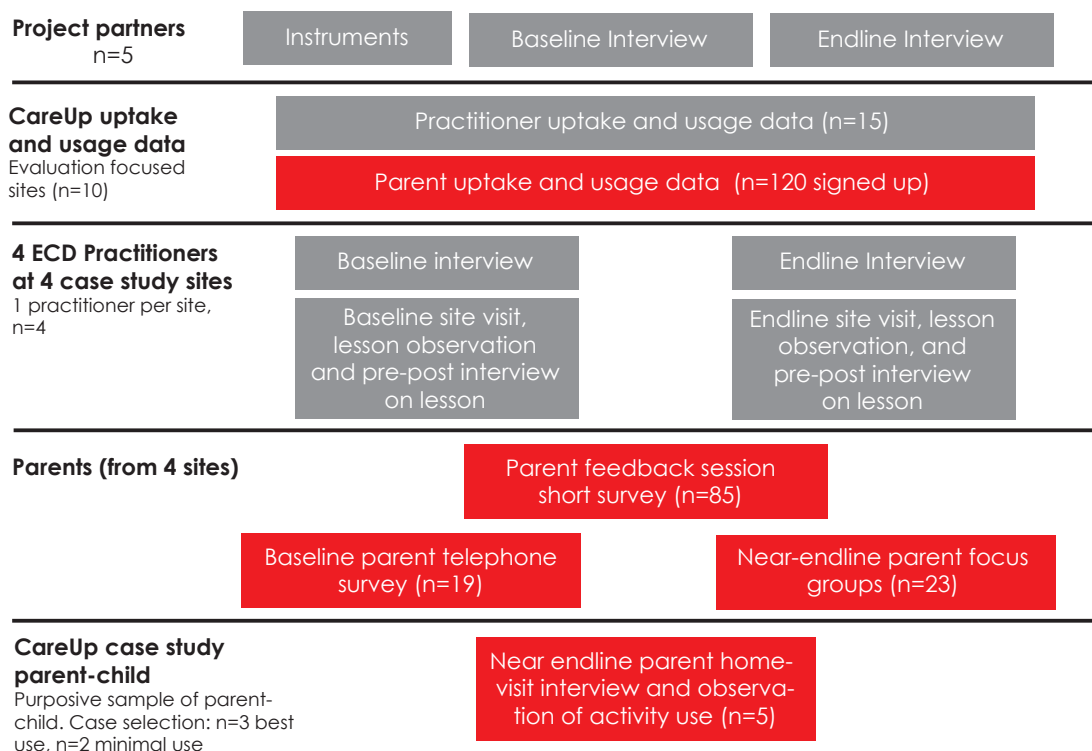 Project partners
n=5
Instruments
Baseline Interview
Endline Interview
CareUp uptake
and usage data
Evaluation focused
sites (n=10)
Practitioner uptake and usage data (n=15)
Parent uptake and usage data (n=120 signed up)
4 ECD Practitioners
at 4 case study sites
1 practitioner per site,
n=4
Baseline interview
Endline Interview
Baseline site visit,
lesson observation
and pre-post interview
on lesson
Endline site visit, lesson
observation, and
pre-post interview
on lesson
Parents (from 4 sites)
Parent feedback session
short survey (n=85)
Baseline parent telephone
survey (n=19)
Near-endline parent focus
groups (n=23)
CareUp case study
parent-child
Purposive sample of parent-
child. Case selection: n=3 best
use, n=2 minimal use
Near endline parent home-
visit interview and observa-
tion of activity use (n=5)